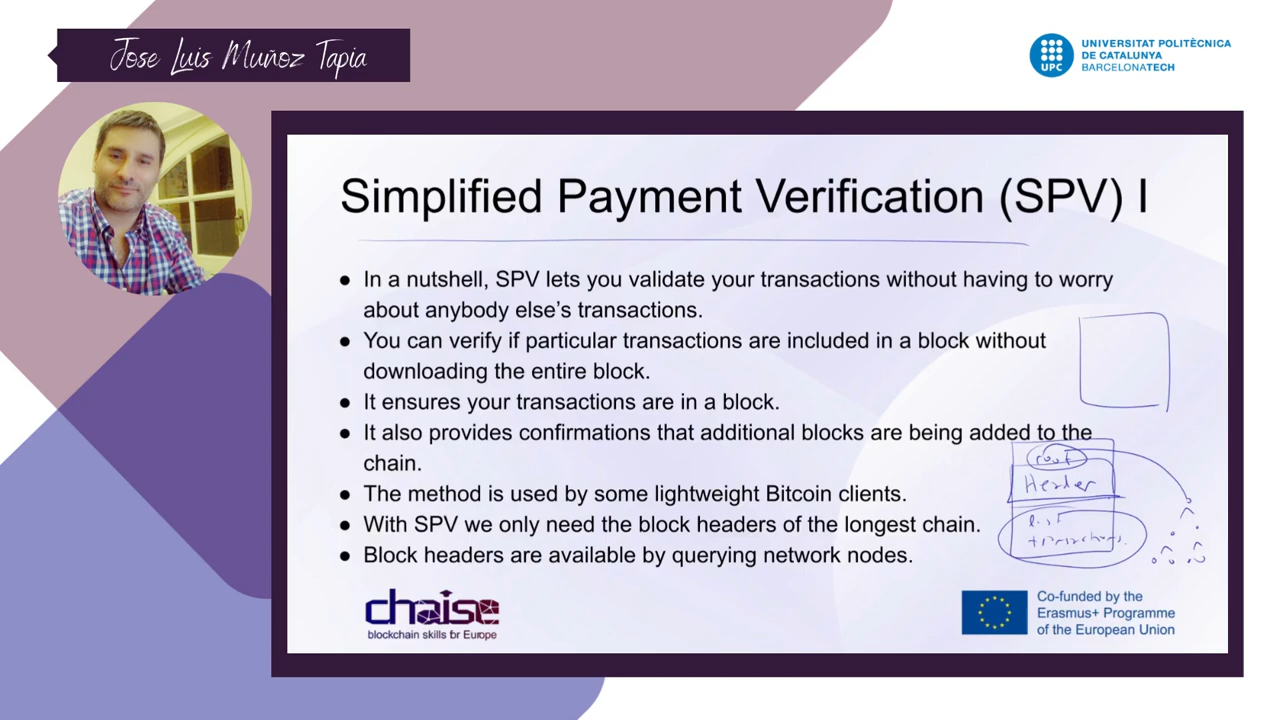 Jose Luis Muñoz Tapia
UPC
UNIVERSITAT POLITÈCNICA
DE CATALUNYA
BARCELONATECH
Simplified Payment Verification (SPV) I
● In a nutshell, SPV lets you validate your transactions without having to worry
about anybody else’s transactions.
● You can verify if particular transactions are included in a block without
downloading the entire block.
● It ensures your transactions are in a block.
● It also provides confirmations that additional blocks are being added to the
chain.
● The method is used by some lightweight Bitcoin clients.
● With SPV we only need the block headers of the longest chain.
● Block headers are available by querying network nodes.
root
Header
list
chaise
blockchain skills for Europe
Co-funded by the
Erasmus+ Programme
of the European Union